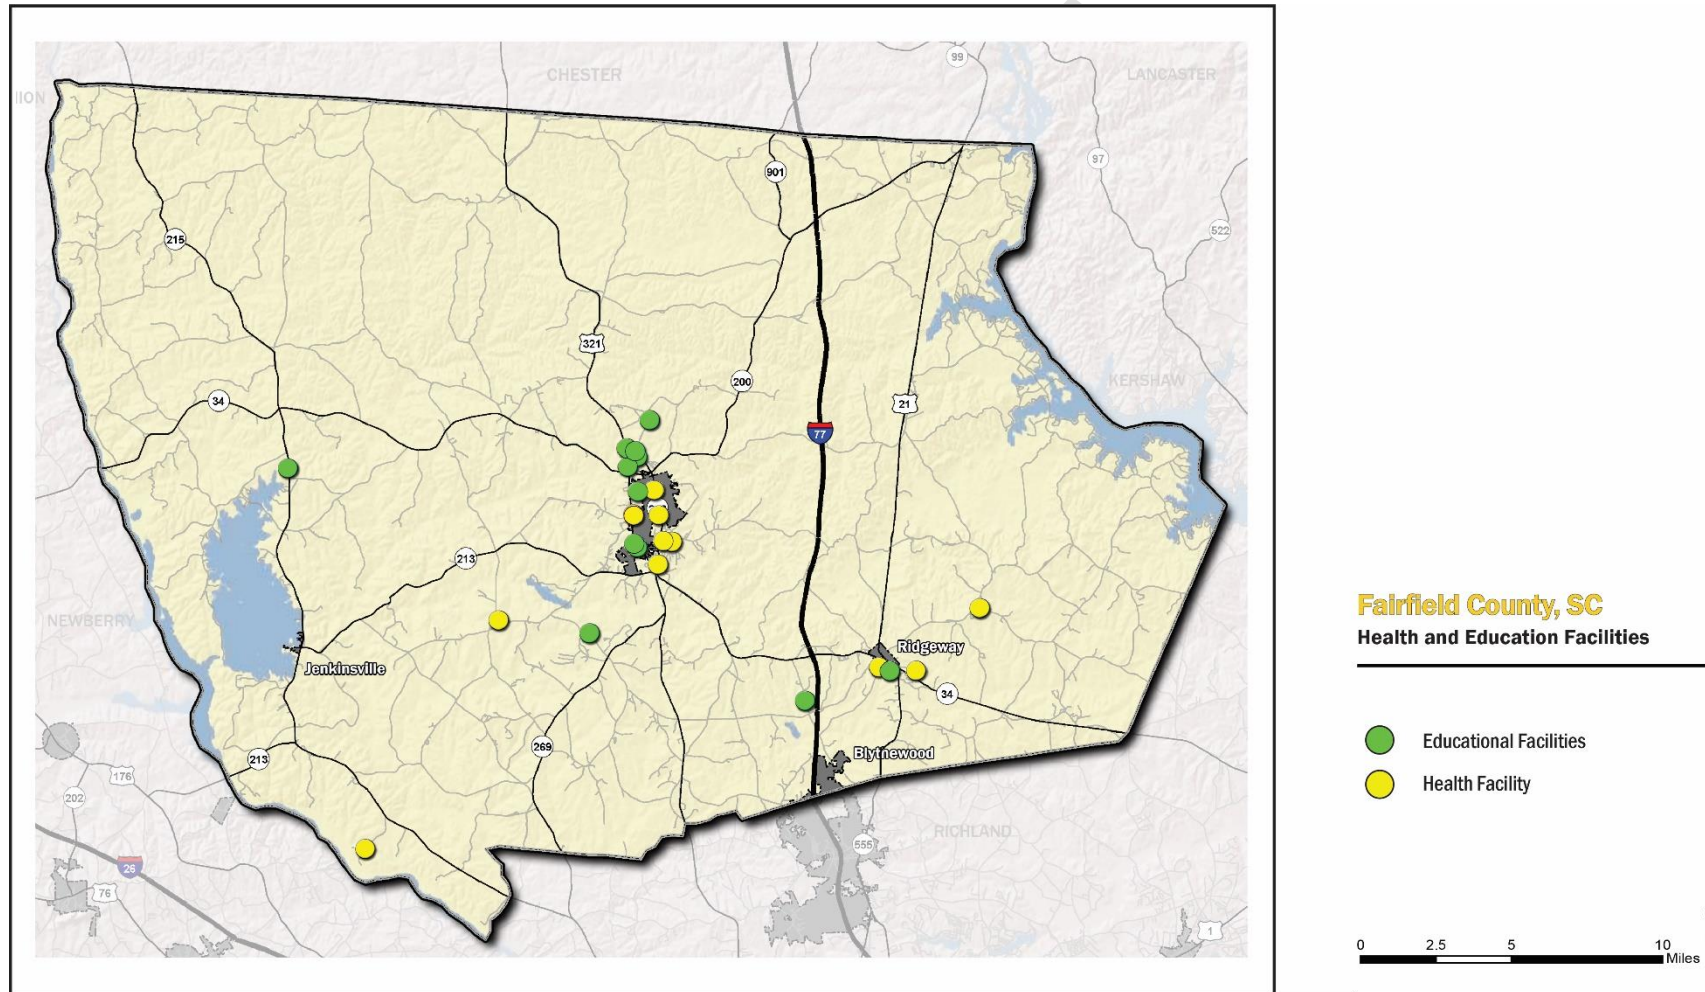 CHESTER
LANCASTER
99
ION
97
901
522
215
321
200
KERSHAW
34
21
77
213
NEWBERRY
Ridgeway
Jenkinsville
34
269
Blythewood
213
176
202
RICHLAND
555
26
76
1
Fairfield County, SC
Health and Education Facilities
Educational Facilities
Health Facility
0 2.5 5 10
Miles